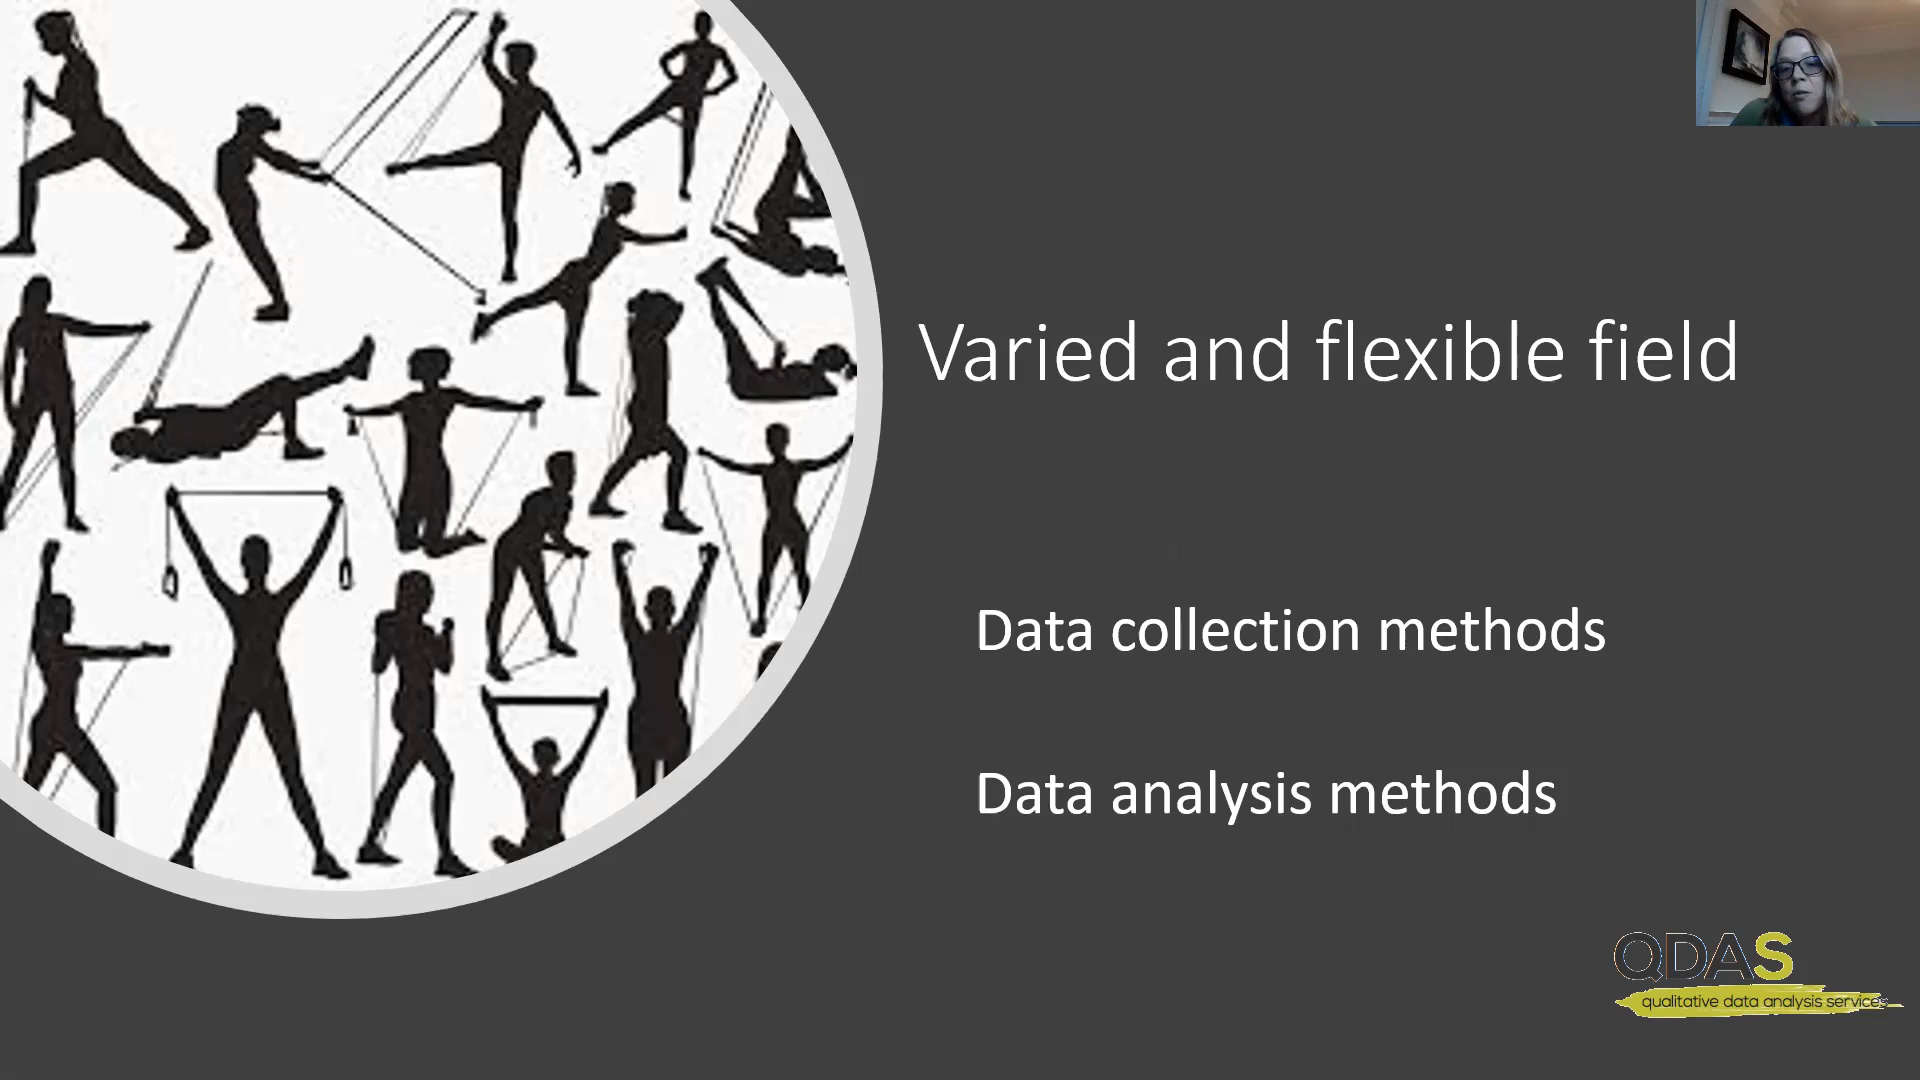 Varied and flexible field
Data collection methods
Data analysis methods
QDAS
qualitative data analysis services